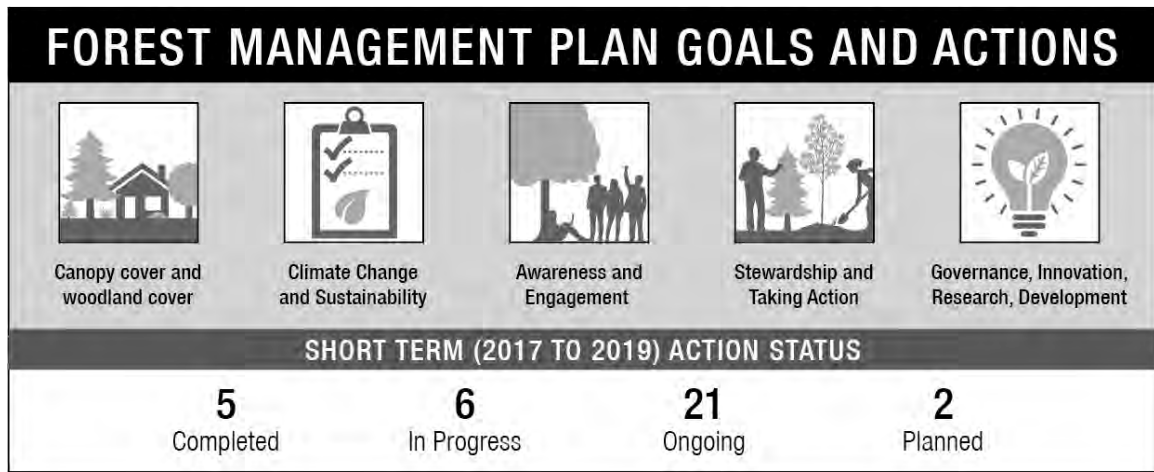 FOREST MANAGEMENT PLAN GOALS AND ACTIONS
Canopy cover and
woodland cover
Climate Change
and Sustainability
Awareness and
Engagement
Stewardship and
Taking Action
Governance, Innovation,
Research, Development
SHORT TERM (2017 TO 2019) ACTION STATUS
5
Completed
6
In Progress
21
Ongoing
2
Planned